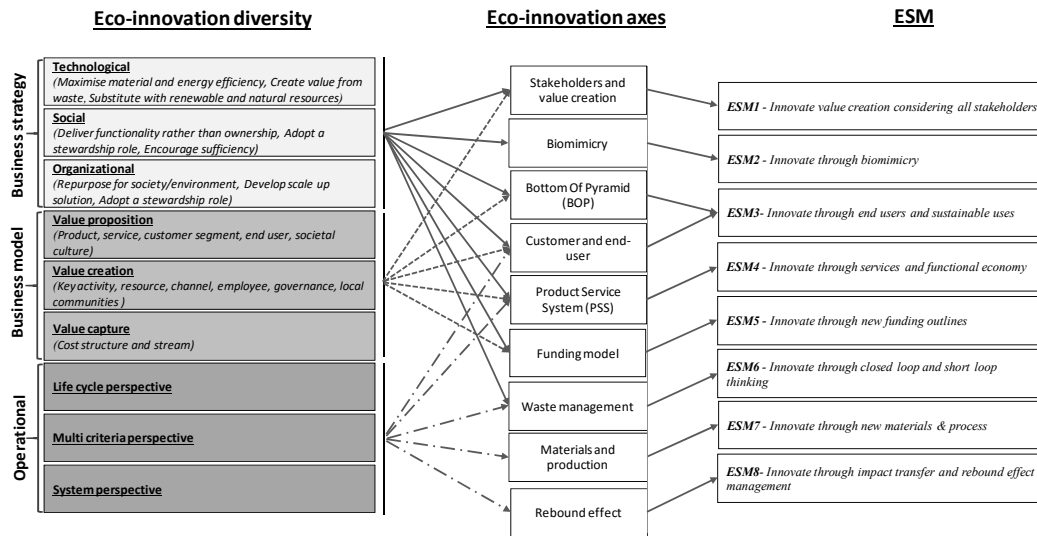 Eco-innovation diversity
Eco-innovation axes
ESM
Business strategy
Technological
(Maximise material and energy efficiency, Create value from
waste, Substitute with renewable and natural resources)
Social
(Deliver functionality rather than ownership, Adopt a
stewardship role, Encourage sufficiency)
Organizational
(Repurpose for society/environment, Develop scale up
solution, Adopt a stewardship role)
Business model
Value proposition
(Product, service, customer segment, end user, societal
culture)
Value creation
(Key activity, resource, channel, employee, governance, local
communities )
Value capture
(Cost structure and stream)
Operational
Life cycle perspective
Multi criteria perspective
System perspective
Stakeholders and
value creation
Biomimicry
Bottom Of Pyramid
(BOP)
Customer and end-
user
Product Service
System (PSS)
Funding model
Waste management
Materials and
production
Rebound effect
ESM1 - Innovate value creation considering all stakeholders
ESM2 - Innovate through biomimicry
ESM3- Innovate through end users and sustainable uses
ESM4 - Innovate through services and functional economy
ESM5 - Innovate through new funding outlines
ESM6 - Innovate through closed loop and short loop
thinking
ESM7 - Innovate through new materials & process
ESM8- Innovate through impact transfer and rebound effect
management